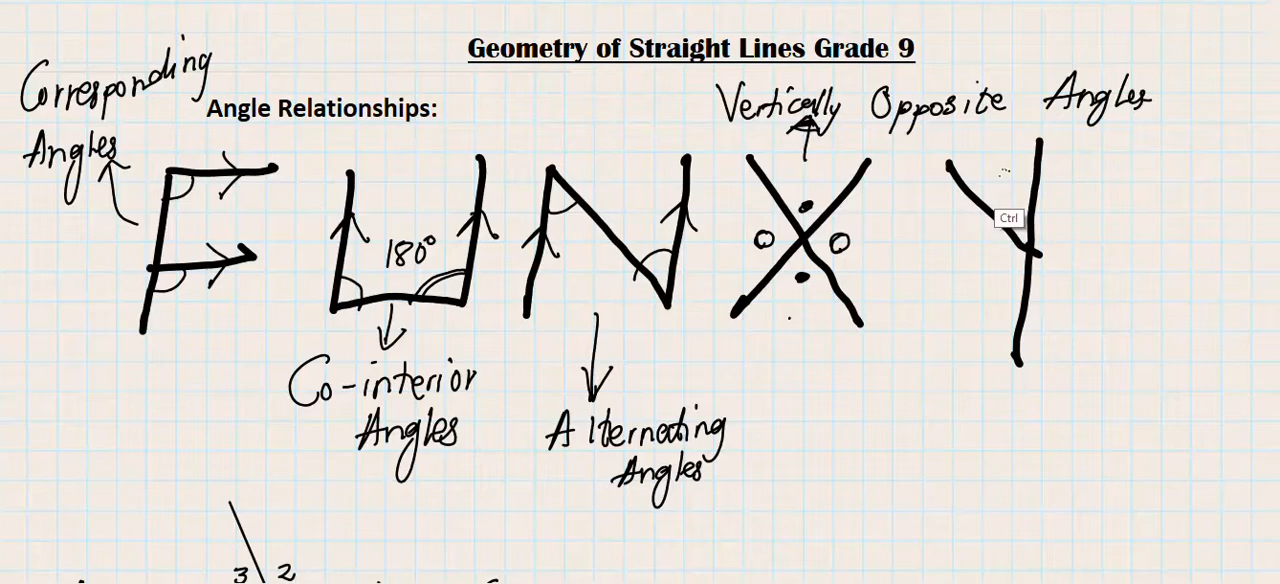 Geometry of Straight Lines Grade 9
Corresponding
Angles
Angle Relationships:
Vertically Opposite Angles
180°
Ctrl
Co-interior
Angles
Alternating
Angles
3 2